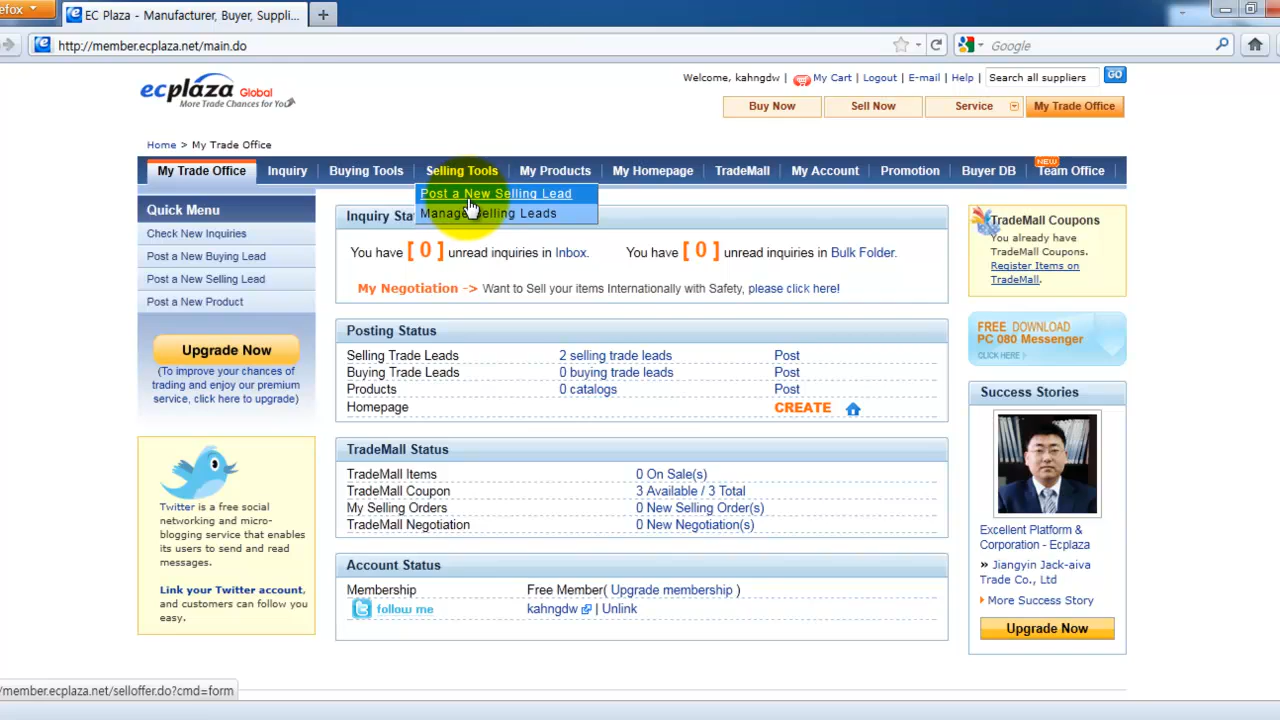 efox
EC Plaza - Manufacturer, Buyer, Suppli...
http://member.ecplaza.net/main.do
Google
ecplaza Global
More Trade Chances for You
Welcome, kahngdw | My Cart | Logout | E-mail | Help | Search all suppliers GO
Buy Now
Sell Now
Service
My Trade Office
Home > My Trade Office
My Trade Office
Inquiry
Buying Tools
Selling Tools
My Products
My Homepage
TradeMall
My Account
Promotion
Buyer DB
NEW
Team Office
Post a New Selling Lead
Manage Selling Leads
Quick Menu
Check New Inquiries
Post a New Buying Lead
Post a New Selling Lead
Post a New Product
Upgrade Now
(To improve your chances of
trading and enjoy our premium
service, click here to upgrade)
Twitter is a free social
networking and micro-
blogging service that enables
its users to send and read
messages.
Link your Twitter account,
and customers can follow you
easy.
Inquiry Sta
You have [ 0 ] unread inquiries in Inbox.
You have [ 0 ] unread inquiries in Bulk Folder.
My Negotiation -> Want to Sell your items Internationally with Safety, please click here!
Posting Status
Selling Trade Leads 2 selling trade leads Post
Buying Trade Leads 0 buying trade leads Post
Products 0 catalogs Post
Homepage CREATE
TradeMall Status
TradeMall Items 0 On Sale(s)
TradeMall Coupon 3 Available / 3 Total
My Selling Orders 0 New Selling Order(s)
TradeMall Negotiation 0 New Negotiation(s)
Account Status
Membership Free Member( Upgrade membership )
follow me kahngdw | Unlink
TradeMall Coupons
You already have
TradeMall Coupons.
Register Items on
TradeMall.
FREE DOWNLOAD
PC 080 Messenger
CLICK HERE >
Success Stories
Excellent Platform &
Corporation - Ecplaza
» Jiangyin Jack-aiva
Trade Co., Ltd
More Success Story
Upgrade Now
/member.ecplaza.net/selloffer.do?cmd=form